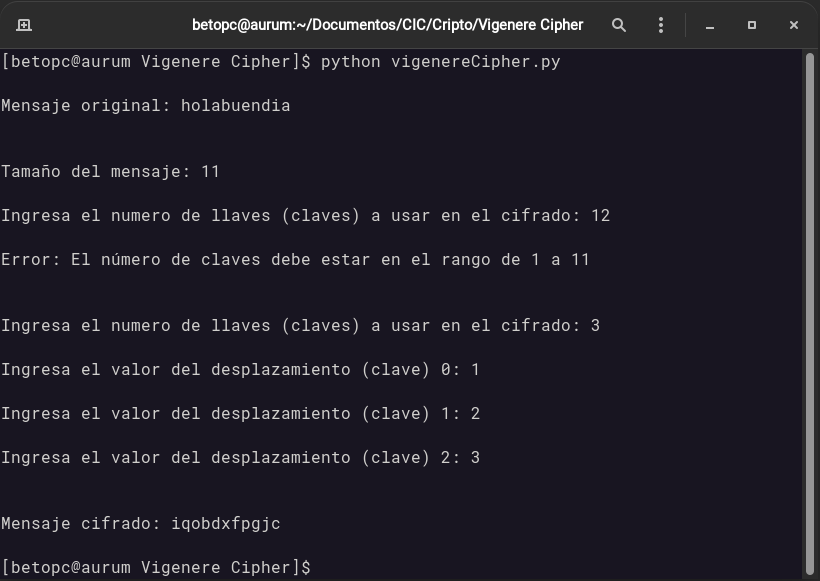 betopc@aurum:~/Documentos/CIC/Cripto/Vigenere Cipher
[betopc@aurum Vigenere Cipher]$ python vigenereCipher.py
Mensaje original: holabuendia
Tamaño del mensaje: 11
Ingresa el numero de llaves (claves) a usar en el cifrado: 12
Error: El número de claves debe estar en el rango de 1 a 11
Ingresa el numero de llaves (claves) a usar en el cifrado: 3
Ingresa el valor del desplazamiento (clave) 0: 1
Ingresa el valor del desplazamiento (clave) 1: 2
Ingresa el valor del desplazamiento (clave) 2: 3
Mensaje cifrado: iqobdxfpgjc
[betopc@aurum Vigenere Cipher]$